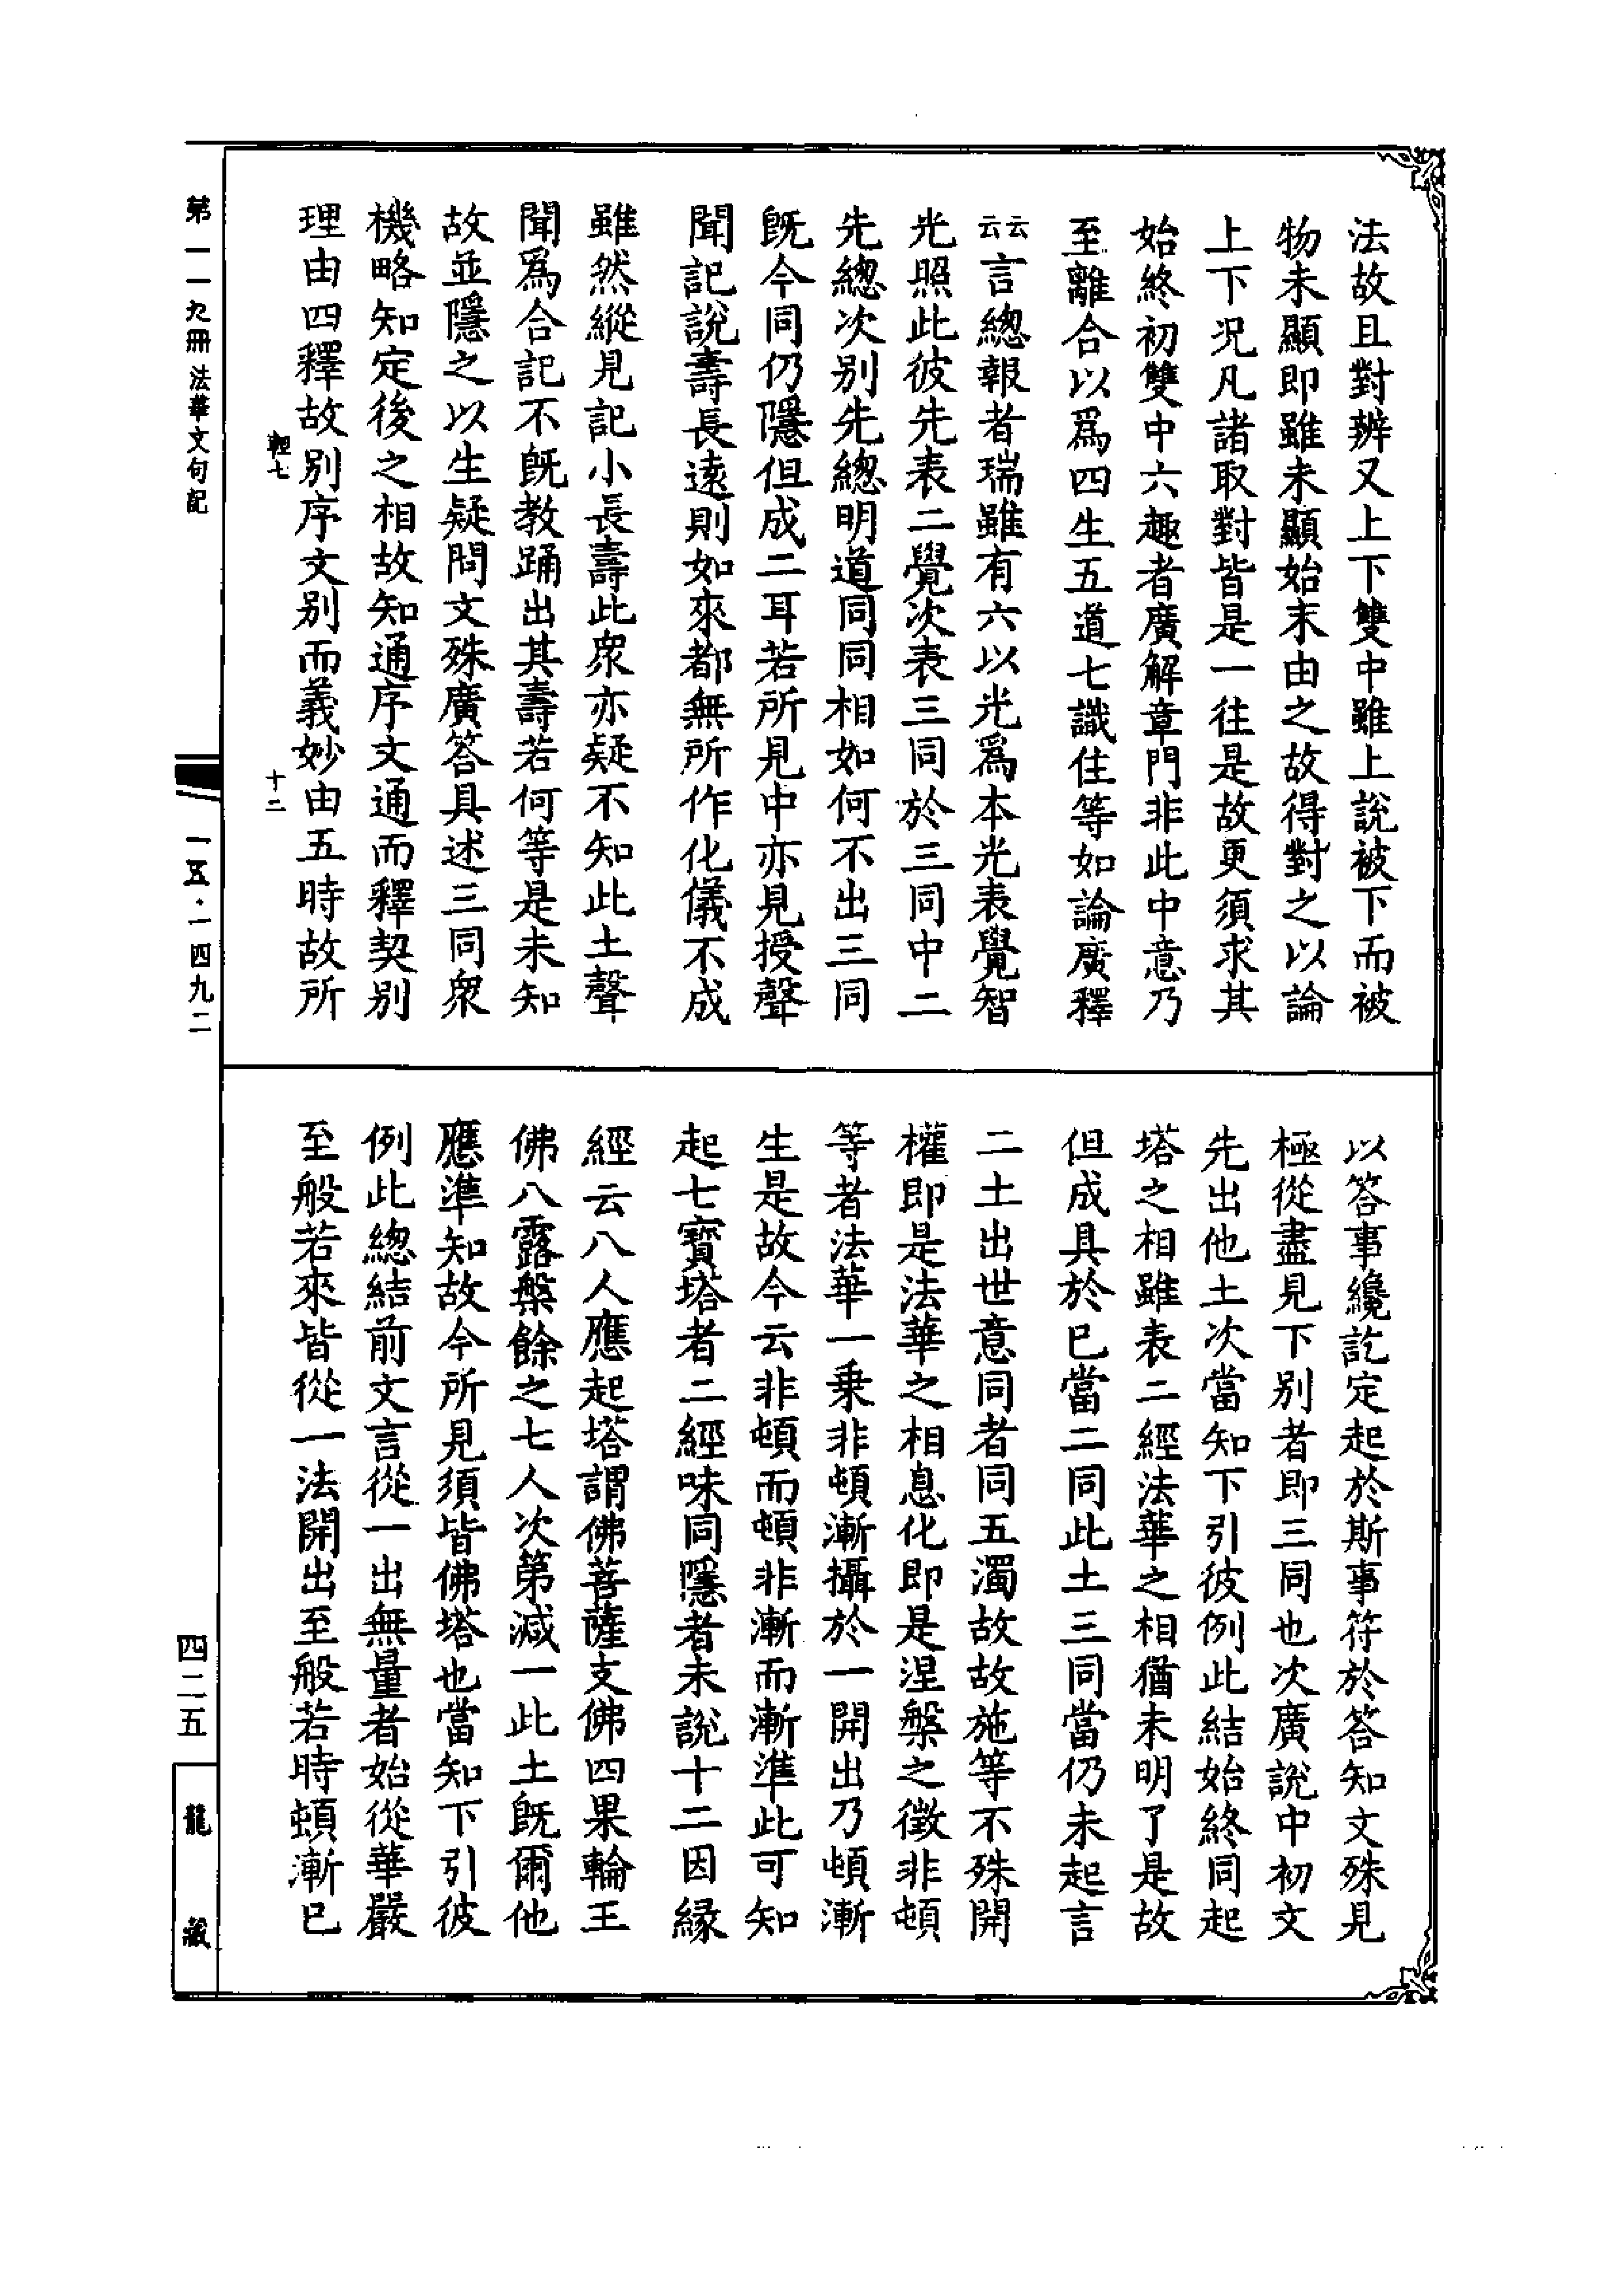 法故且對辨又上下雙中雖上說被下而被
物未顯即雖未顯始末由之故得對之以論
上下況凡諸取對皆是一往是故更須求其
始終初雙中六趣者廣解章門非此中意乃
至離合以爲四生五道七識住等如論廣釋
云云言總報者瑞雖有六以光爲本光表覺智
光照此彼先表二覺次表三同於三同中二
先總次別先總明道同同相如何不出三同
既今同仍隱但成二耳若所見中亦見授聲
聞記說壽長遠則如來都無所作化儀不成
雖然縱見記小長壽此衆亦疑不知此土聲
聞爲合記不既教踊出其壽若何等是未知
故並隱之以生疑問文殊廣答具述三同衆
機略知定後之相故知通序文通而釋契別
理由四釋故別序文別而義妙由五時故所
輕七 十二
以答事纔訖定起於斯事符於答知文殊見
極從盡見下別者即三同也次廣說中初文
先出他土次當知下引彼例此結始終同起
塔之相雖表二經法華之相猶未明了是故
但成具於已當二同此土三同當仍未起言
二土出世意同者同五濁故故施等不殊開
權即是法華之相息化即是涅槃之徵非頓
等者法華一乗非頓漸攝於一開出乃頓漸
生是故今云非頓而頓非漸而漸準此可知
起七寶塔者二經味同隱者未說十二因緣
經云八人應起塔謂佛菩薩支佛四果輪王
佛八露槃餘之七人次第減一此土既爾他
應準知故今所見須皆佛塔也當知下引彼
例此總結前文言從一出無量者始從華嚴
至般若來皆從一法開出至般若時頓漸已
第一一九冊 法華文句記
一五·一四九二
四二五
龍藏